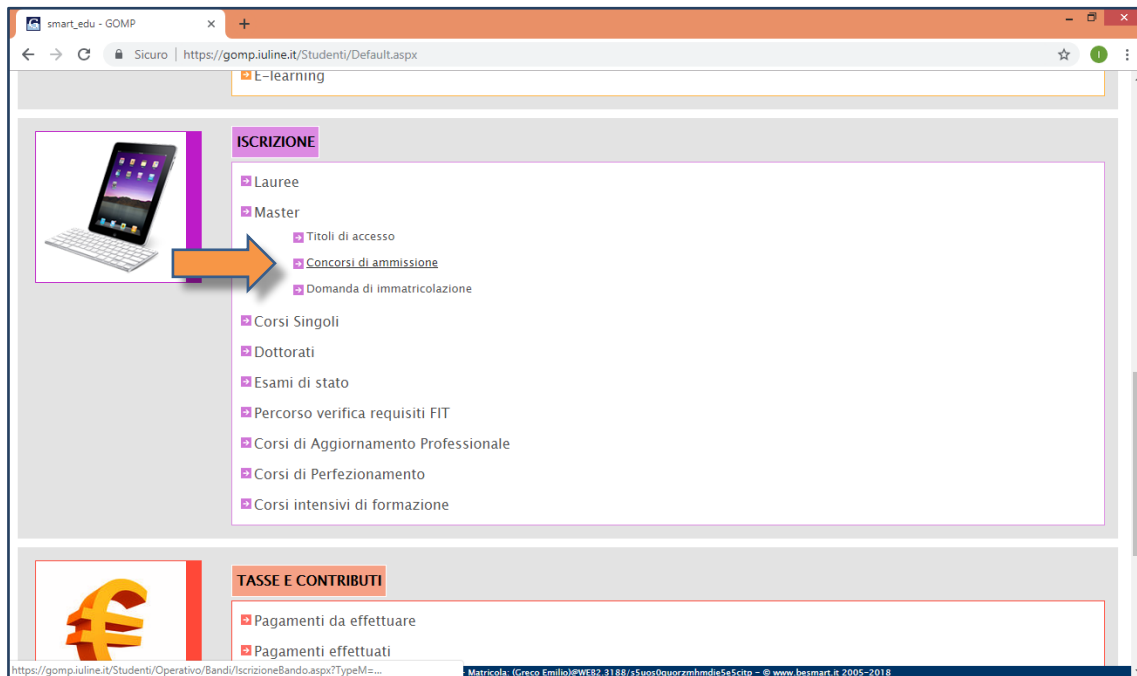 smart_edu - GOMP
Sicuro | https://gomp.iuline.it/Studenti/Default.aspx
I
E-learning
ISCRIZIONE
Lauree
Master
Titoli di accesso
Concorsi di ammissione
Domanda di immatricolazione
Corsi Singoli
Dottorati
Esami di stato
Percorso verifica requisiti FIT
Corsi di Aggiornamento Professionale
Corsi di Perfezionamento
Corsi intensivi di formazione
TASSE E CONTRIBUTI
Pagamenti da effettuare
Pagamenti effettuati
https://gomp.iuline.it/Studenti/Operativo/Bandi/IscrizioneBando.aspx?TypeM=...
- Matricola: (Greco Emilio)@WEB2.3188/s5uos0quorzmhmdie5e5citp - © www.besmart.it 2005-2018